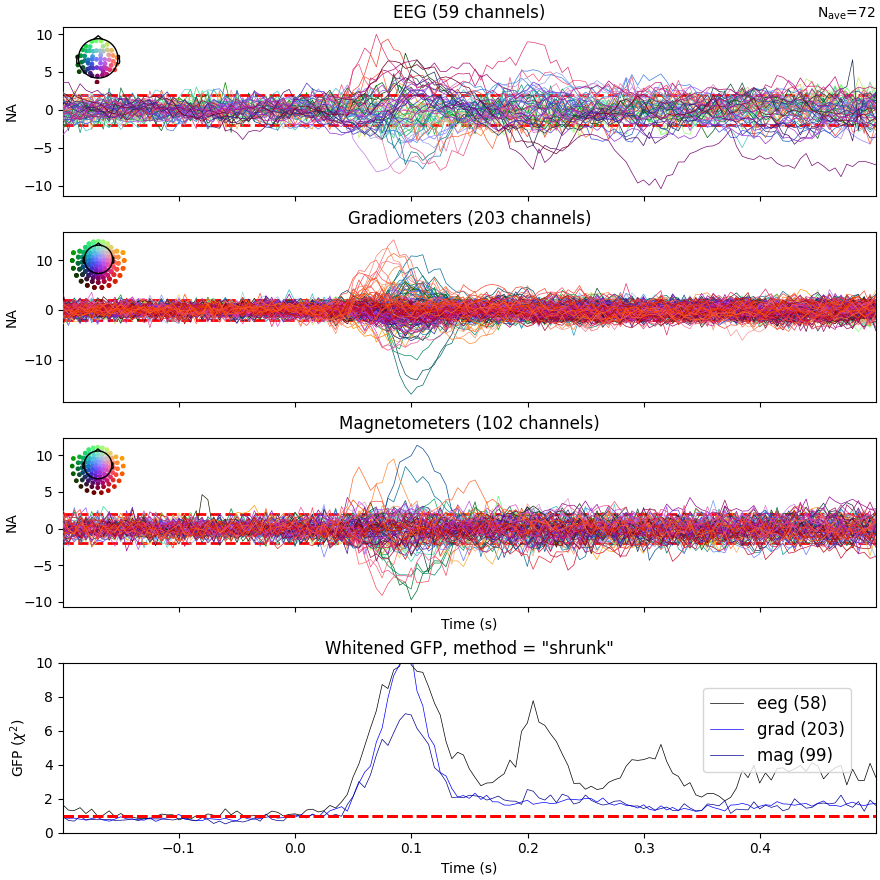 EEG (59 channels)
Nave=72
10
5
0
−5
−10
NA
Gradiometers (203 channels)
10
0
−10
NA
Magnetometers (102 channels)
10
5
0
−5
−10
NA
Time (s)
Whitened GFP, method = "shrunk"
10
8
6
4
2
0
GFP (χ²)
eeg (58)
grad (203)
mag (99)
−0.1 0.0 0.1 0.2 0.3 0.4
Time (s)